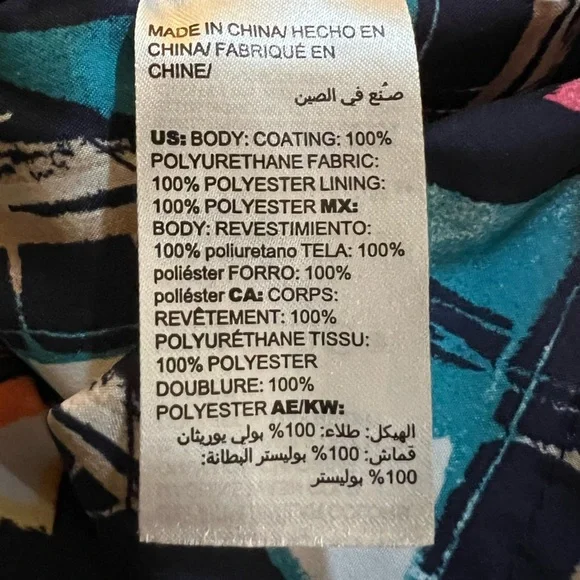 MADE IN CHINA/ HECHO EN
CHINA/ FABRIQUÉ EN
CHINE/
صُنع في الصين
US: BODY: COATING: 100%
POLYURETHANE FABRIC:
100% POLYESTER LINING:
100% POLYESTER MX:
BODY: REVESTIMIENTO:
100% poliuretano TELA: 100%
poliéster FORRO: 100%
poliéster CA: CORPS:
REVÊTEMENT: 100%
POLYURÉTHANE TISSU:
100% POLYESTER
DOUBLURE: 100%
POLYESTER AE/KW:
الهيكل: طلاء: 100% بولي يوريثان
قماش: 100% بوليستر البطانة:
100% بوليستر